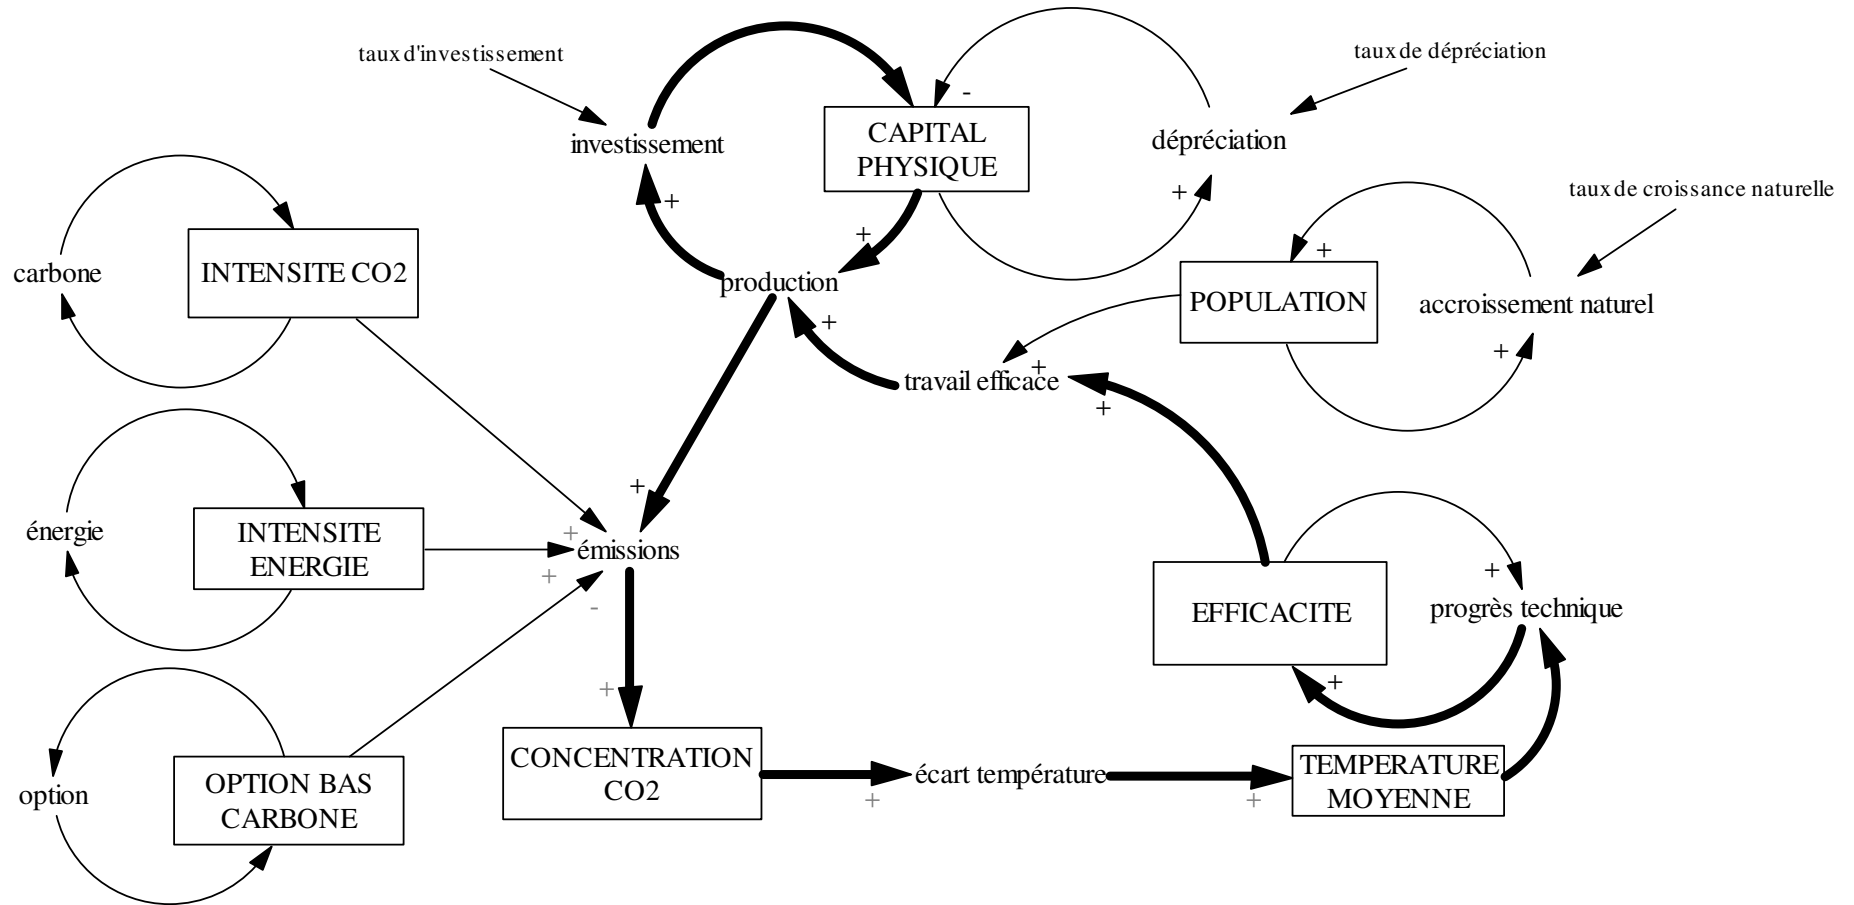 taux d'investissement
taux de dépréciation
investissement
CAPITAL
PHYSIQUE
-
dépréciation
+
+
taux de croissance naturelle
carbone
INTENSITE CO2
+
production
+
POPULATION
accroissement naturel
+
+
+
travail efficace
+
+
énergie
INTENSITE
ENERGIE
+
+
émissions
+
-
EFFICACITE
+
progrès technique
+
+
option
OPTION BAS
CARBONE
CONCENTRATION
CO2
écart température
+
TEMPERATURE
MOYENNE
+